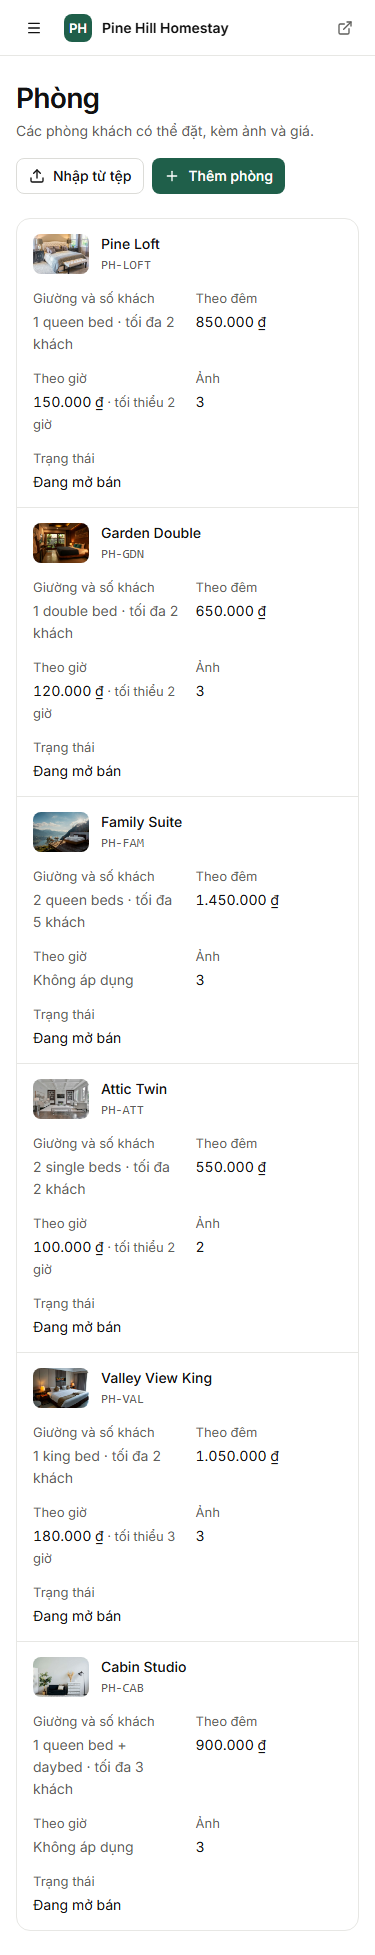 PH Pine Hill Homestay
Phòng
Các phòng khách có thể đặt, kèm ảnh và giá.
Nhập từ tệp
Thêm phòng
Pine Loft
PH-LOFT
Giường và số khách
Theo đêm
1 queen bed · tối đa 2
khách
850.000 ₫
Theo giờ
Ảnh
150.000 ₫ · tối thiểu 2
giờ
3
Trạng thái
Đang mở bán
Garden Double
PH-GDN
Giường và số khách
Theo đêm
1 double bed · tối đa 2
khách
650.000 ₫
Theo giờ
Ảnh
120.000 ₫ · tối thiểu 2
giờ
3
Trạng thái
Đang mở bán
Family Suite
PH-FAM
Giường và số khách
Theo đêm
2 queen beds · tối đa
5 khách
1.450.000 ₫
Theo giờ
Ảnh
Không áp dụng
3
Trạng thái
Đang mở bán
Attic Twin
PH-ATT
Giường và số khách
Theo đêm
2 single beds · tối đa
2 khách
550.000 ₫
Theo giờ
Ảnh
100.000 ₫ · tối thiểu 2
giờ
2
Trạng thái
Đang mở bán
Valley View King
PH-VAL
Giường và số khách
Theo đêm
1 king bed · tối đa 2
khách
1.050.000 ₫
Theo giờ
Ảnh
180.000 ₫ · tối thiểu 3
giờ
3
Trạng thái
Đang mở bán
Cabin Studio
PH-CAB
Giường và số khách
Theo đêm
1 queen bed +
daybed · tối đa 3
khách
900.000 ₫
Theo giờ
Ảnh
Không áp dụng
3
Trạng thái
Đang mở bán